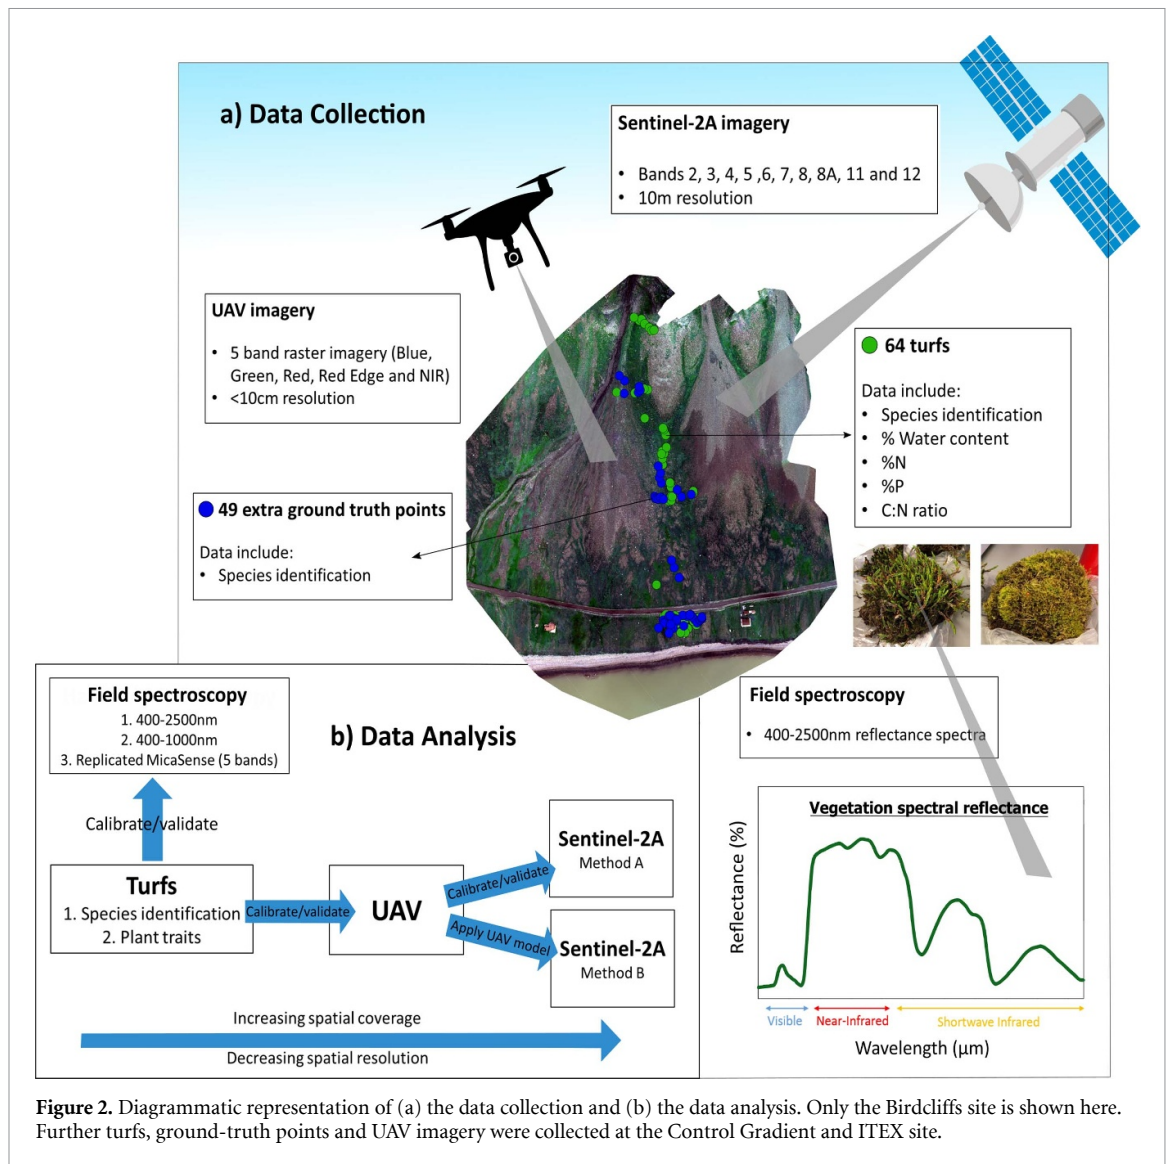 a) Data Collection
Sentinel-2A imagery
• Bands 2, 3, 4, 5 ,6, 7, 8, 8A, 11 and 12
• 10m resolution
UAV imagery
• 5 band raster imagery (Blue,
Green, Red, Red Edge and NIR)
• <10cm resolution
64 turfs
Data include:
• Species identification
• % Water content
• %N
• %P
• C:N ratio
49 extra ground truth points
Data include:
• Species identification
Field spectroscopy
• 400-2500nm reflectance spectra
Vegetation spectral reflectance
Reflectance (%)
Visible
Near-Infrared
Shortwave Infrared
Wavelength (μm)
b) Data Analysis
Field spectroscopy
1. 400-2500nm
2. 400-1000nm
3. Replicated MicaSense (5 bands)
Calibrate/validate
Turfs
1. Species identification
2. Plant traits
Calibrate/validate
UAV
Calibrate/validate
Apply UAV model
Sentinel-2A
Method A
Sentinel-2A
Method B
Increasing spatial coverage
Decreasing spatial resolution
Figure 2. Diagrammatic representation of (a) the data collection and (b) the data analysis. Only the Birdcliffs site is shown here.
Further turfs, ground-truth points and UAV imagery were collected at the Control Gradient and ITEX site.